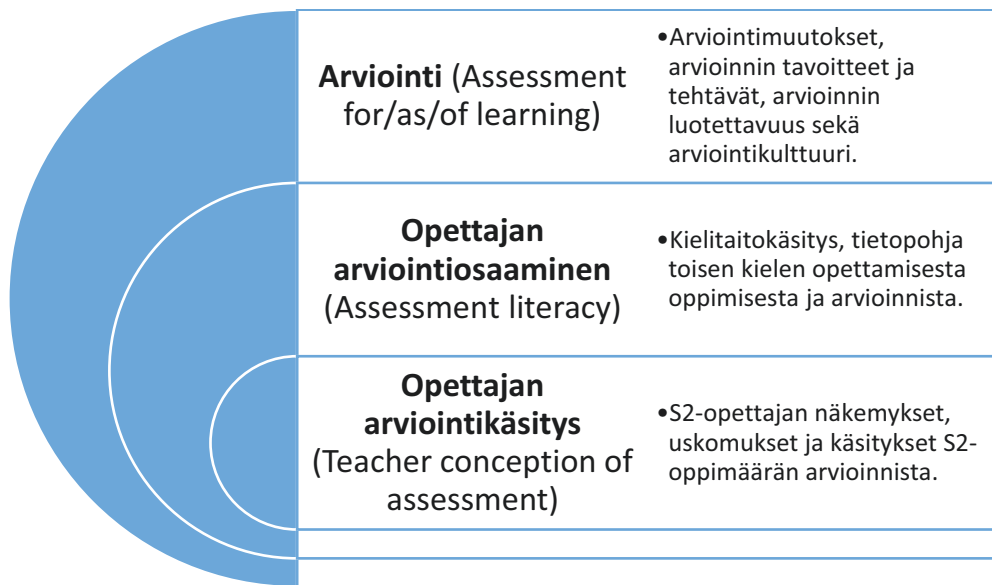 Arviointi (Assessment
for/as/of learning)
•Arviointimuutokset,
arvioinnin tavoitteet ja
tehtävät, arvioinnin
luotettavuus sekä
arviointikulttuuri.
Opettajan
arviointiosaaminen
(Assessment literacy)
•Kielitaitokäsitys, tietopohja
toisen kielen opettamisesta
oppimisesta ja arvioinnista.
Opettajan
arviointikäsitys
(Teacher conception of
assessment)
•S2-opettajan näkemykset,
uskomukset ja käsitykset S2-
oppimäärän arvioinnista.